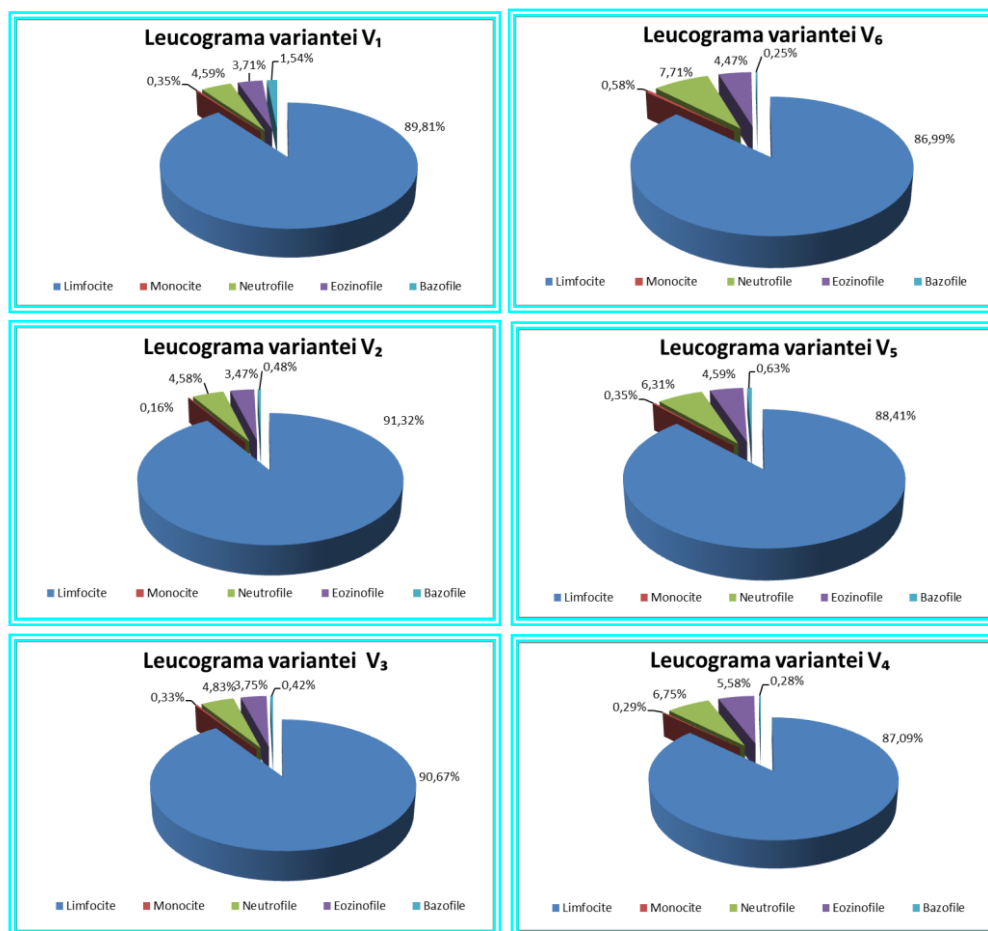 Leucograma variantei V₁
0,35%
4,59%
3,71%
1,54%
89,81%
Limfocite Monocite Neutrofile Eozinofile Bazofile
Leucograma variantei V₆
0,58%
7,71%
4,47%
0,25%
86,99%
Limfocite Monocite Neutrofile Eozinofile Bazofile
Leucograma variantei V₂
0,16%
4,58%
3,47%
0,48%
91,32%
Limfocite Monocite Neutrofile Eozinofile Bazofile
Leucograma variantei V₅
0,35%
6,31%
4,59%
0,63%
88,41%
Limfocite Monocite Neutrofile Eozinofile Bazofile
Leucograma variantei V₃
0,33%
4,83%
3,75%
0,42%
90,67%
Limfocite Monocite Neutrofile Eozinofile Bazofile
Leucograma variantei V₄
0,29%
6,75%
5,58%
0,28%
87,09%
Limfocite Monocite Neutrofile Eozinofile Bazofile